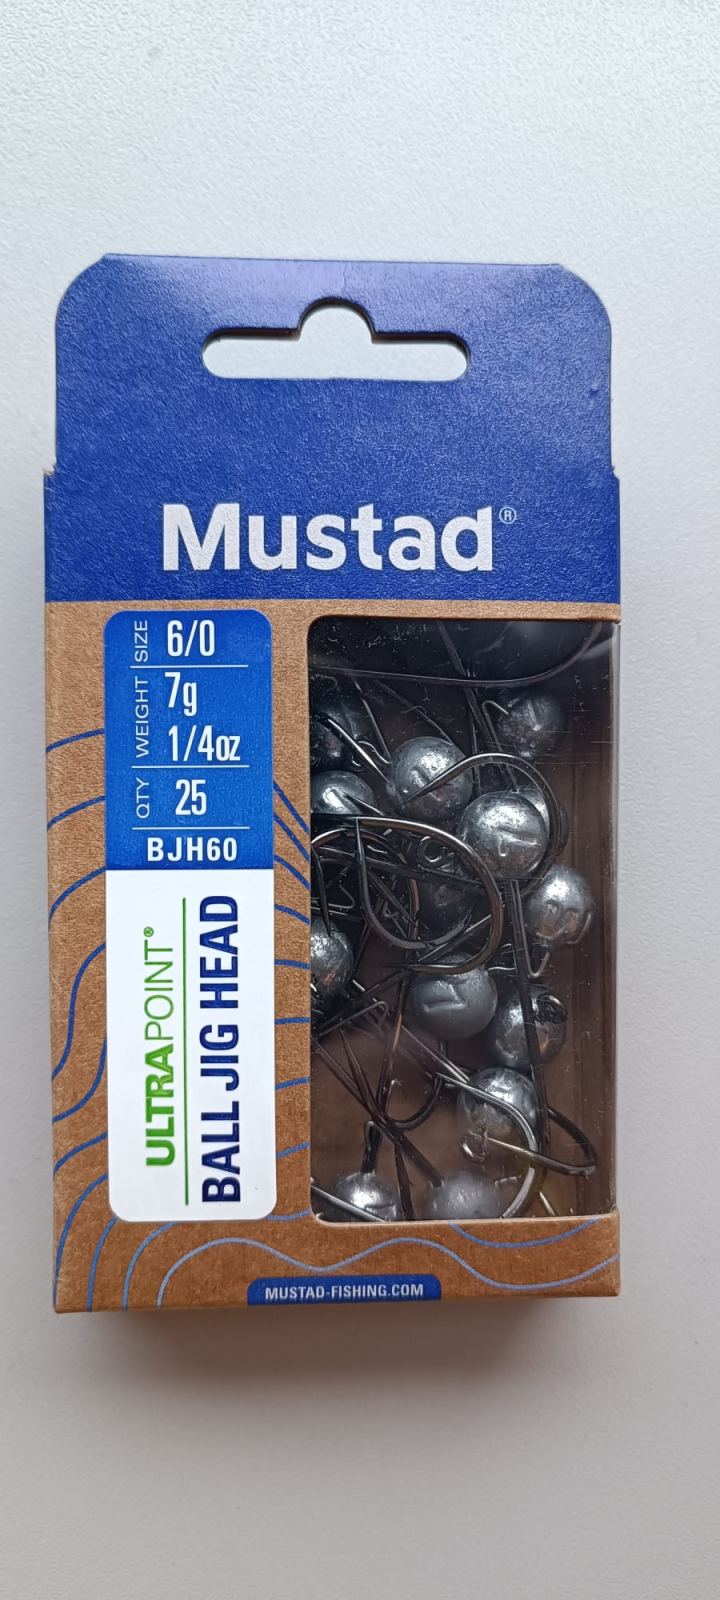 Mustad®
SIZE 6/0
WEIGHT 7g
1/4oz
QTY 25
BJH60
ULTRAPOINT®
BALL JIG HEAD
MUSTAD-FISHING.COM